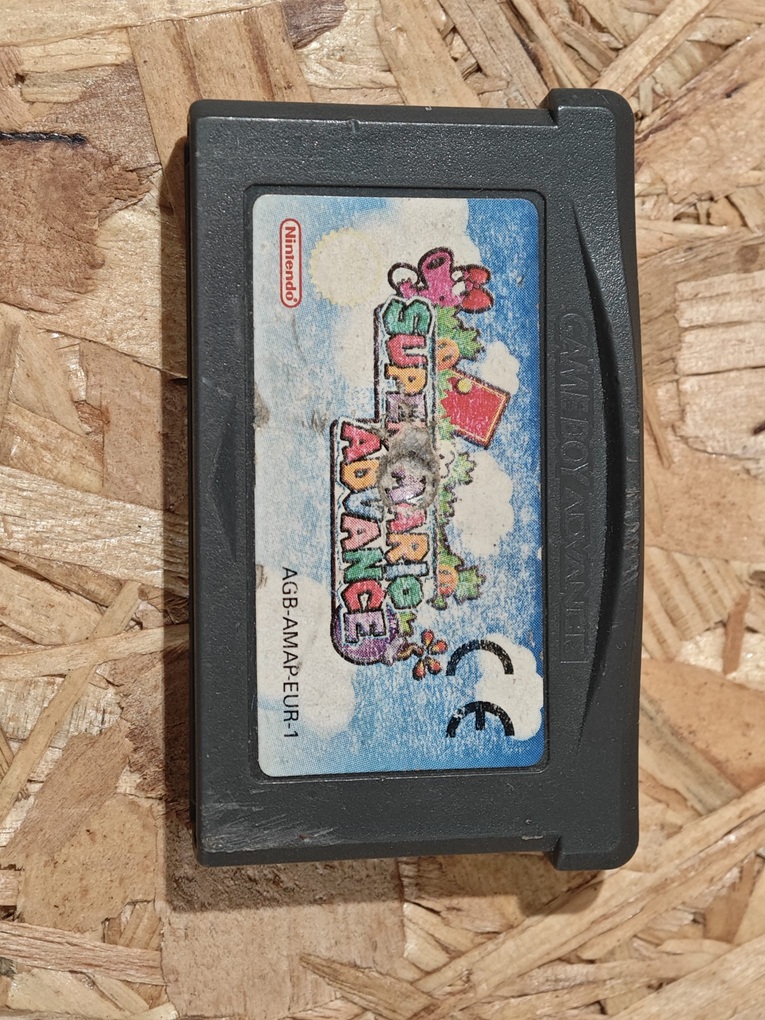 GAME BOY ADVANCE
Nintendo®
SUPER MARIO
ADVANCE
CE
AGB-AMAP-EUR-1